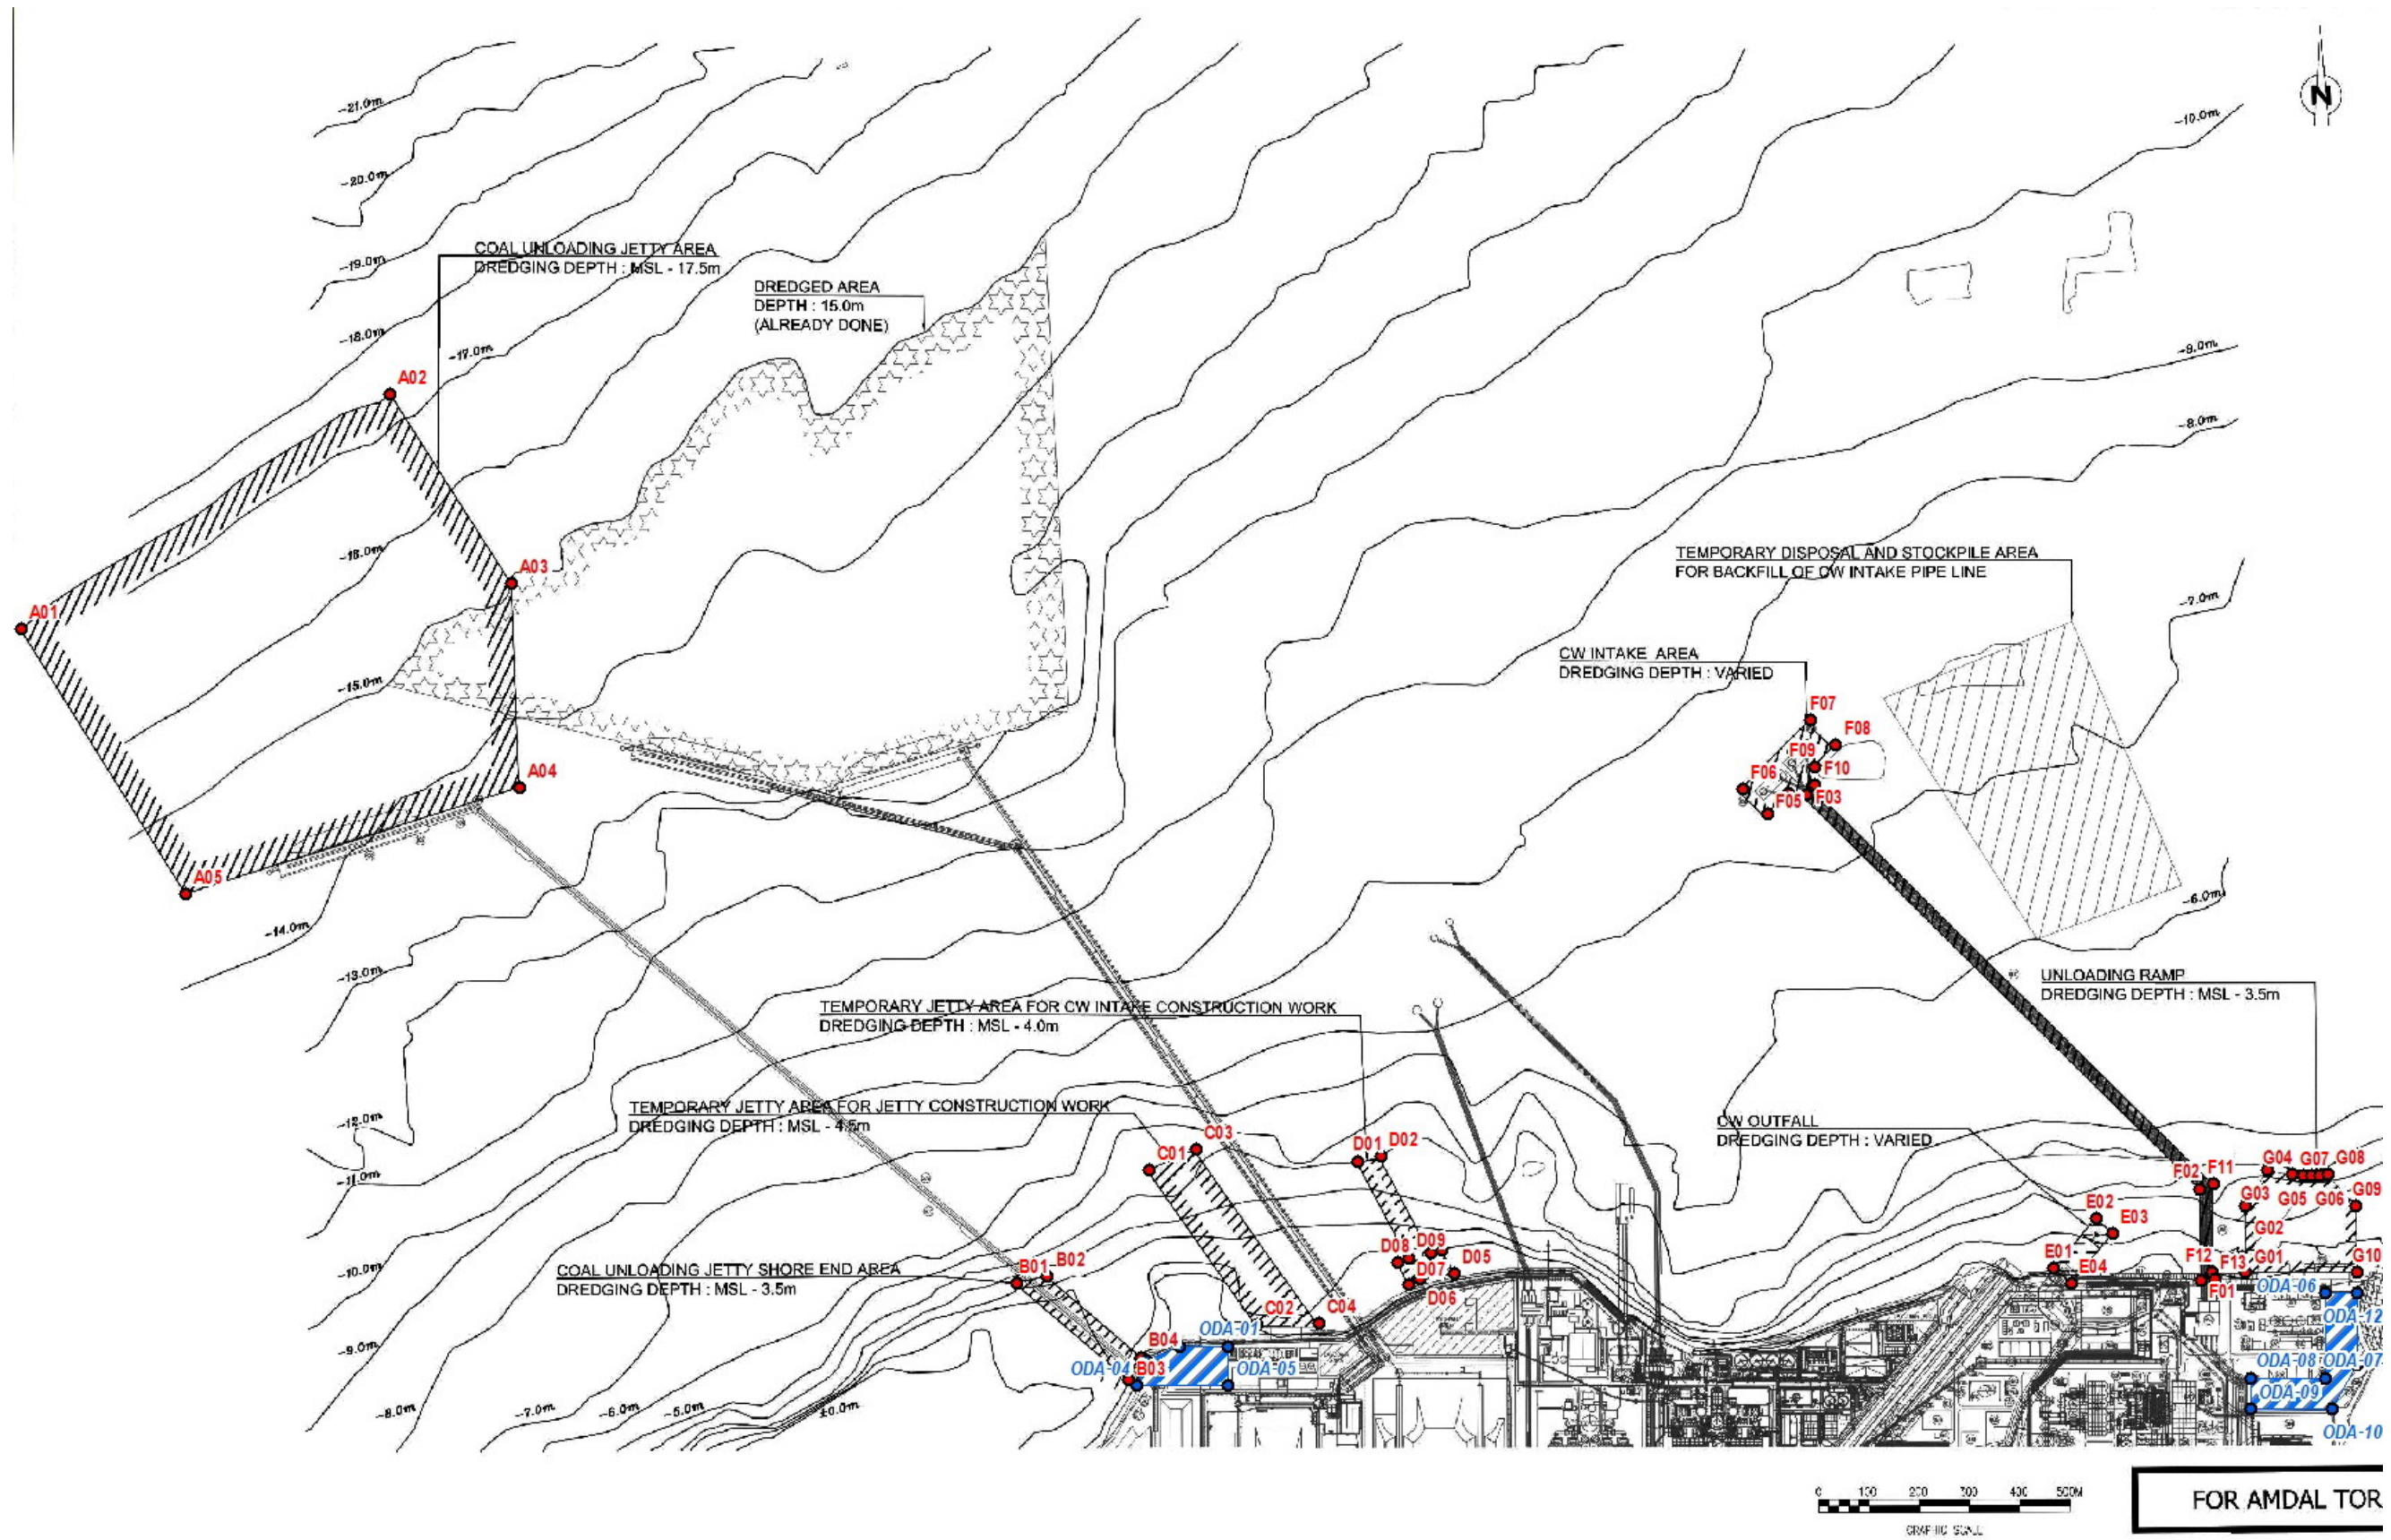 -21.0m
-20.0m
-19.0m
-18.0m
-17.0m
-16.0m
-15.0m
-14.0m
-13.0m
-12.0m
-11.0m
-10.0m
-9.0m
-8.0m
-7.0m
-6.0m
-5.0m
±0.0m
N
-10.0m
-9.0m
-8.0m
-7.0m
-6.0m
COAL UNLOADING JETTY AREA
DREDGING DEPTH : MSL - 17.5m
DREDGED AREA
DEPTH : 15.0m
(ALREADY DONE)
A02
A03
A01
A04
A05
TEMPORARY DISPOSAL AND STOCKPILE AREA
FOR BACKFILL OF CW INTAKE PIPE LINE
CW INTAKE AREA
DREDGING DEPTH : VARIED
F07
F08
F09
F10
F06
F05
F03
UNLOADING RAMP
DREDGING DEPTH : MSL - 3.5m
TEMPORARY JETTY AREA FOR CW INTAKE CONSTRUCTION WORK
DREDGING DEPTH : MSL - 4.0m
TEMPORARY JETTY AREA FOR JETTY CONSTRUCTION WORK
DREDGING DEPTH : MSL - 4.5m
CW OUTFALL
DREDGING DEPTH : VARIED
COAL UNLOADING JETTY SHORE END AREA
DREDGING DEPTH : MSL - 3.5m
C03
C01
C02
C04
D01
D02
D08
D09
D05
D07
D06
B01
B02
B04
B03
ODA-01
ODA-04
ODA-05
E02
E03
E01
E04
F02
F11
F12
F13
F01
G04
G07
G08
G03
G05
G06
G09
G02
G01
G10
ODA-06
ODA-12
ODA-08
ODA-07
ODA-09
ODA-10
0 100 200 300 400 500M
GRAPHIC SCALE
FOR AMDAL TOR